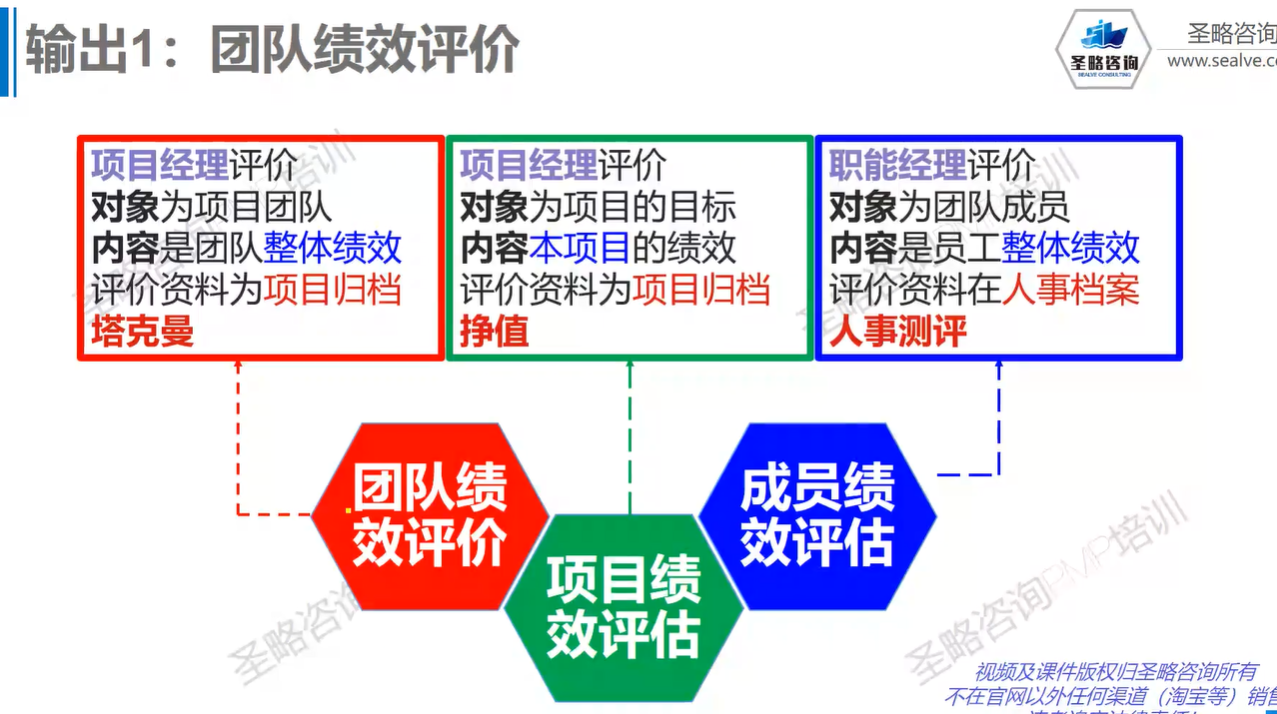 输出1：团队绩效评价
圣略咨询
SEALVE CONSULTING
圣略咨询
www.sealve.co
项目经理评价
对象为项目团队
内容是团队整体绩效
评价资料为项目归档
塔克曼
项目经理评价
对象为项目的目标
内容本项目的绩效
评价资料为项目归档
挣值
职能经理评价
对象为团队成员
内容是员工整体绩效
评价资料在人事档案
人事测评
团队绩
效评价
项目绩
效评估
成员绩
效评估
圣略咨询
圣略咨询PMP培训
视频及课件版权归圣略咨询所有
不在官网以外任何渠道（淘宝等）销售